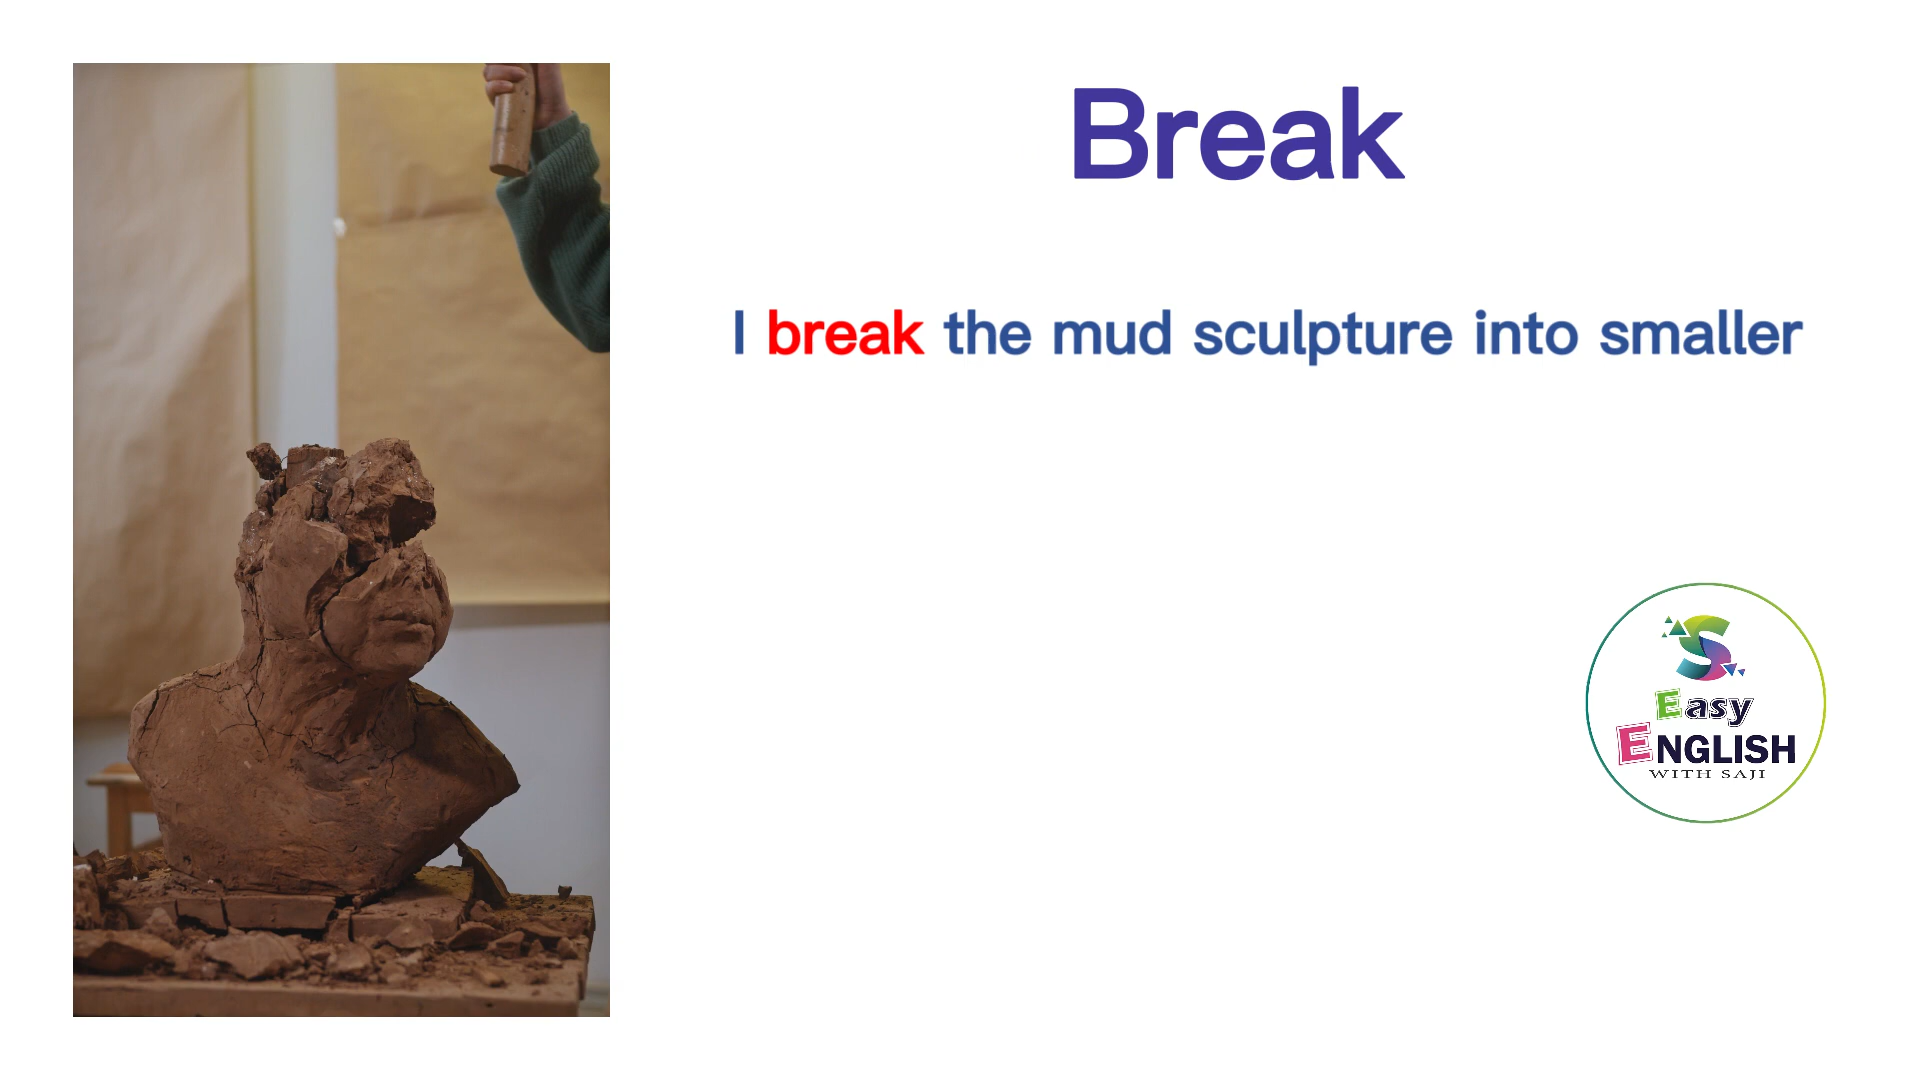 Break
I break the mud sculpture into smaller
S
Easy
ENGLISH
WITH SAJI